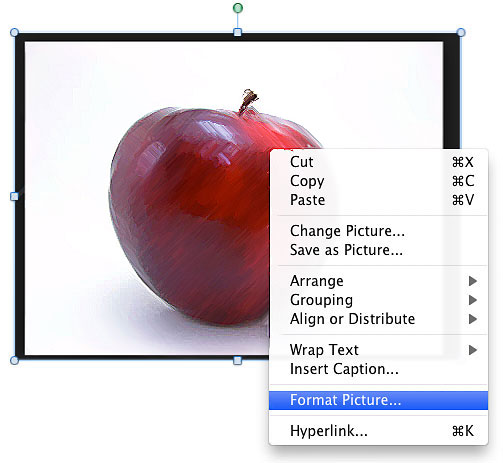 Cut ⌘X
Copy ⌘C
Paste ⌘V
Change Picture...
Save as Picture...
Arrange
Grouping
Align or Distribute
Wrap Text
Insert Caption...
Format Picture...
Hyperlink... ⌘K